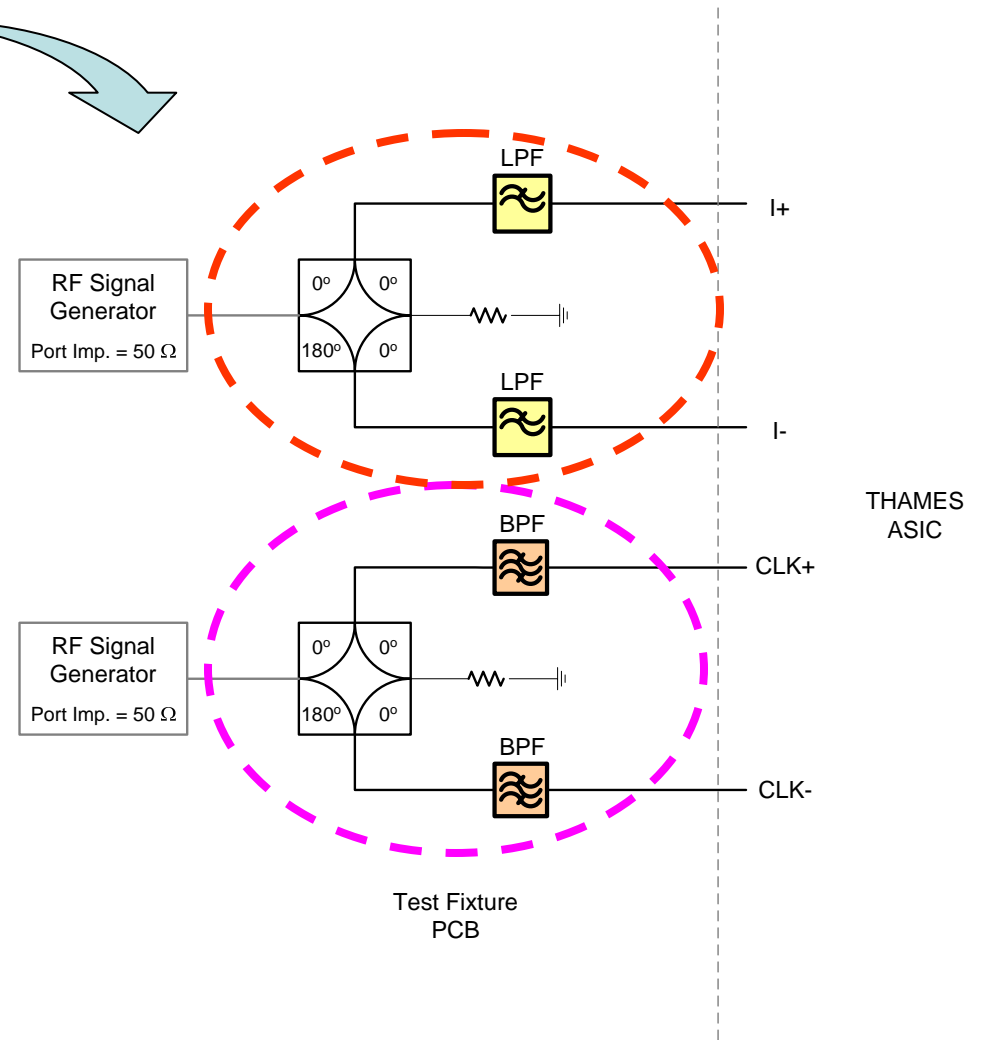 LPF
I+
RF Signal
Generator
Port Imp. = 50 Ω
0º 0º
180º 0º
LPF
I-
THAMES
ASIC
BPF
CLK+
RF Signal
Generator
Port Imp. = 50 Ω
0º 0º
180º 0º
BPF
CLK-
Test Fixture
PCB